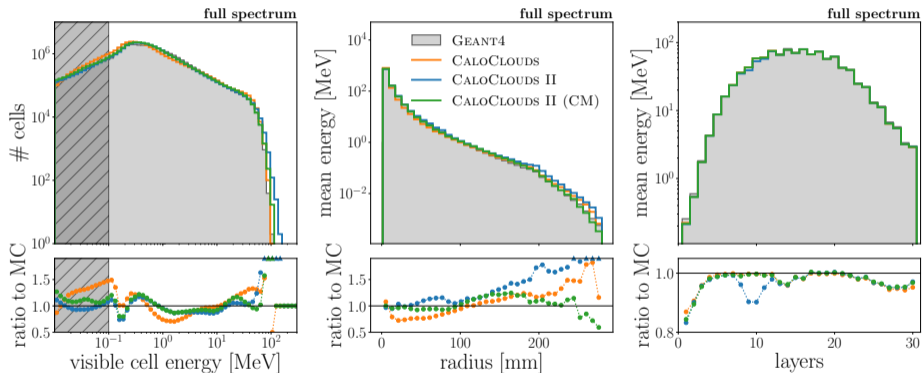 full spectrum
# cells
10^6
10^4
10^2
10^0
ratio to MC
1.5
1.0
0.5
10^−1
10^0
10^1
10^2
visible cell energy [MeV]
full spectrum
mean energy [MeV]
10^4
10^2
10^0
10^−2
GEANT4
CALOCLOUDS
CALOCLOUDS II
CALOCLOUDS II (CM)
ratio to MC
1.5
1.0
0.5
0
100
200
radius [mm]
full spectrum
mean energy [MeV]
10^2
10^1
10^0
ratio to MC
1.0
0.8
0
10
20
30
layers